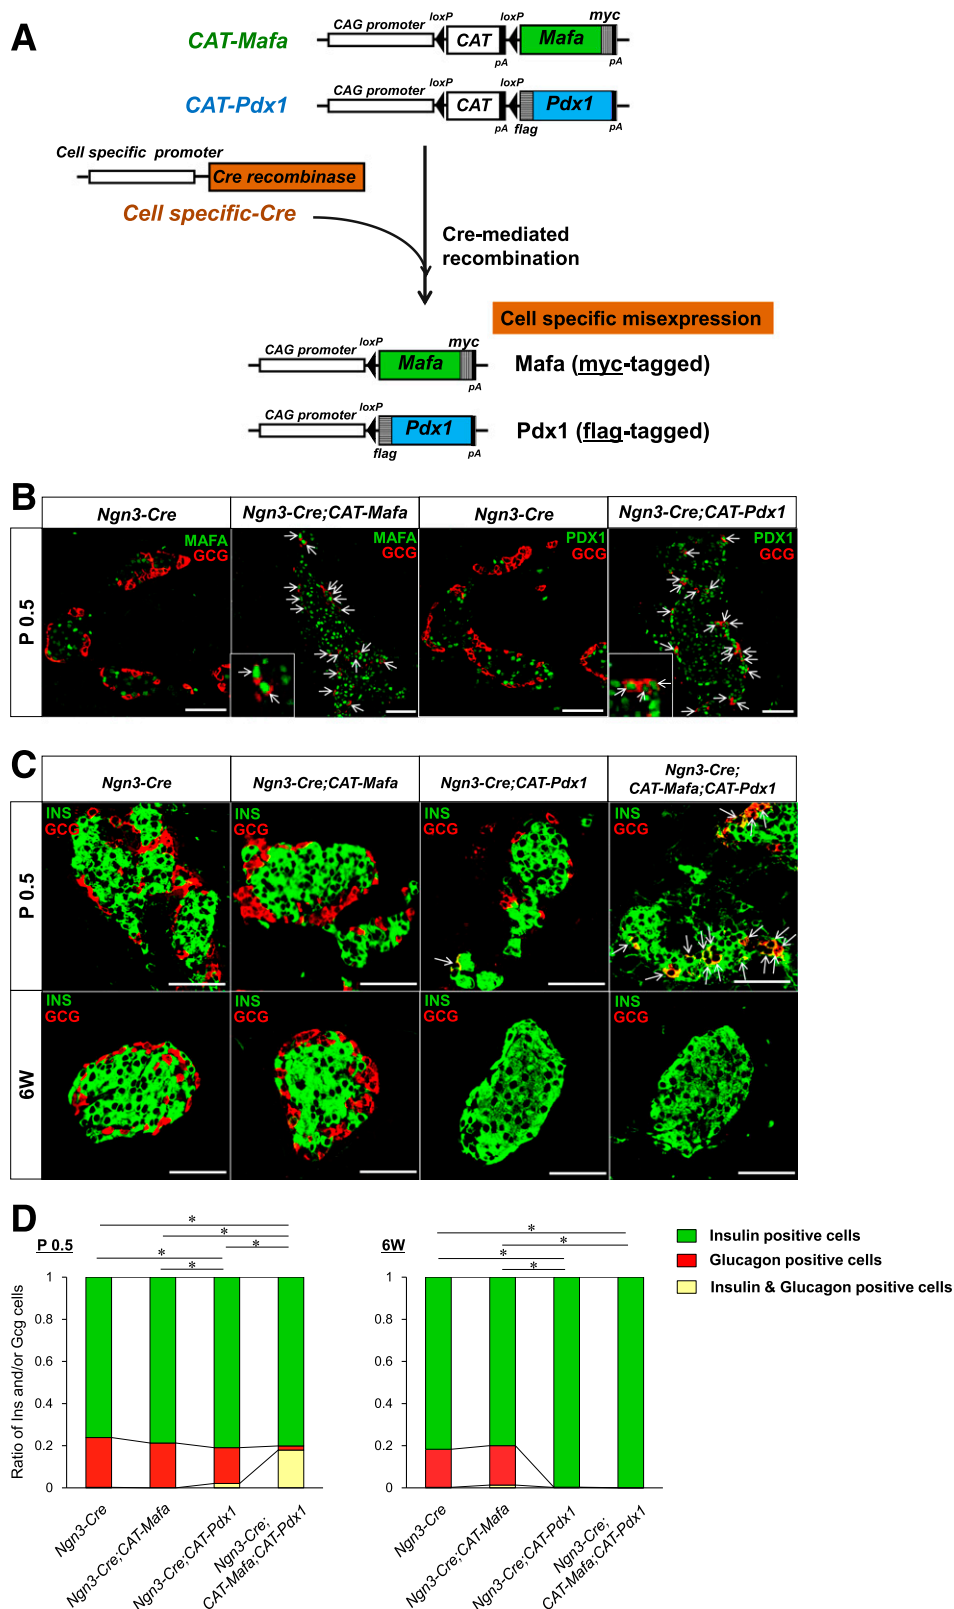 A
CAT-Mafa
CAG promoter
loxP
CAT
pA
loxP
Mafa
myc
pA
CAT-Pdx1
CAG promoter
loxP
CAT
pA
loxP
flag
Pdx1
pA
Cell specific promoter
Cre recombinase
Cell specific-Cre
Cre-mediated
recombination
Cell specific misexpression
CAG promoter
loxP
Mafa
myc
pA
Mafa (myc-tagged)
CAG promoter
loxP
flag
Pdx1
pA
Pdx1 (flag-tagged)
B
Ngn3-Cre
Ngn3-Cre;CAT-Mafa
Ngn3-Cre
Ngn3-Cre;CAT-Pdx1
P 0.5
MAFA
GCG
MAFA
GCG
PDX1
GCG
PDX1
GCG
C
Ngn3-Cre
Ngn3-Cre;CAT-Mafa
Ngn3-Cre;CAT-Pdx1
Ngn3-Cre;
CAT-Mafa;CAT-Pdx1
P 0.5
INS
GCG
INS
GCG
INS
GCG
INS
GCG
6W
INS
GCG
INS
GCG
INS
GCG
INS
GCG
D
P 0.5
*
*
*
*
*
Ratio of Ins and/or Gcg cells
1
0.8
0.6
0.4
0.2
0
Ngn3-Cre
Ngn3-Cre;CAT-Mafa
Ngn3-Cre;CAT-Pdx1
Ngn3-Cre;
CAT-Mafa;CAT-Pdx1
6W
*
*
*
*
1
0.8
0.6
0.4
0.2
0
Ngn3-Cre
Ngn3-Cre;CAT-Mafa
Ngn3-Cre;CAT-Pdx1
Ngn3-Cre;
CAT-Mafa;CAT-Pdx1
Insulin positive cells
Glucagon positive cells
Insulin & Glucagon positive cells